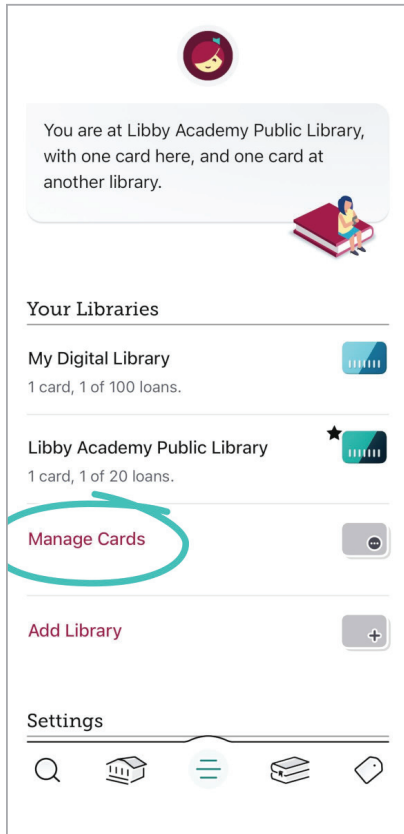 You are at Libby Academy Public Library,
with one card here, and one card at
another library.
Your Libraries
My Digital Library
1 card, 1 of 100 loans.
Libby Academy Public Library
1 card, 1 of 20 loans.
Manage Cards
Add Library
Settings